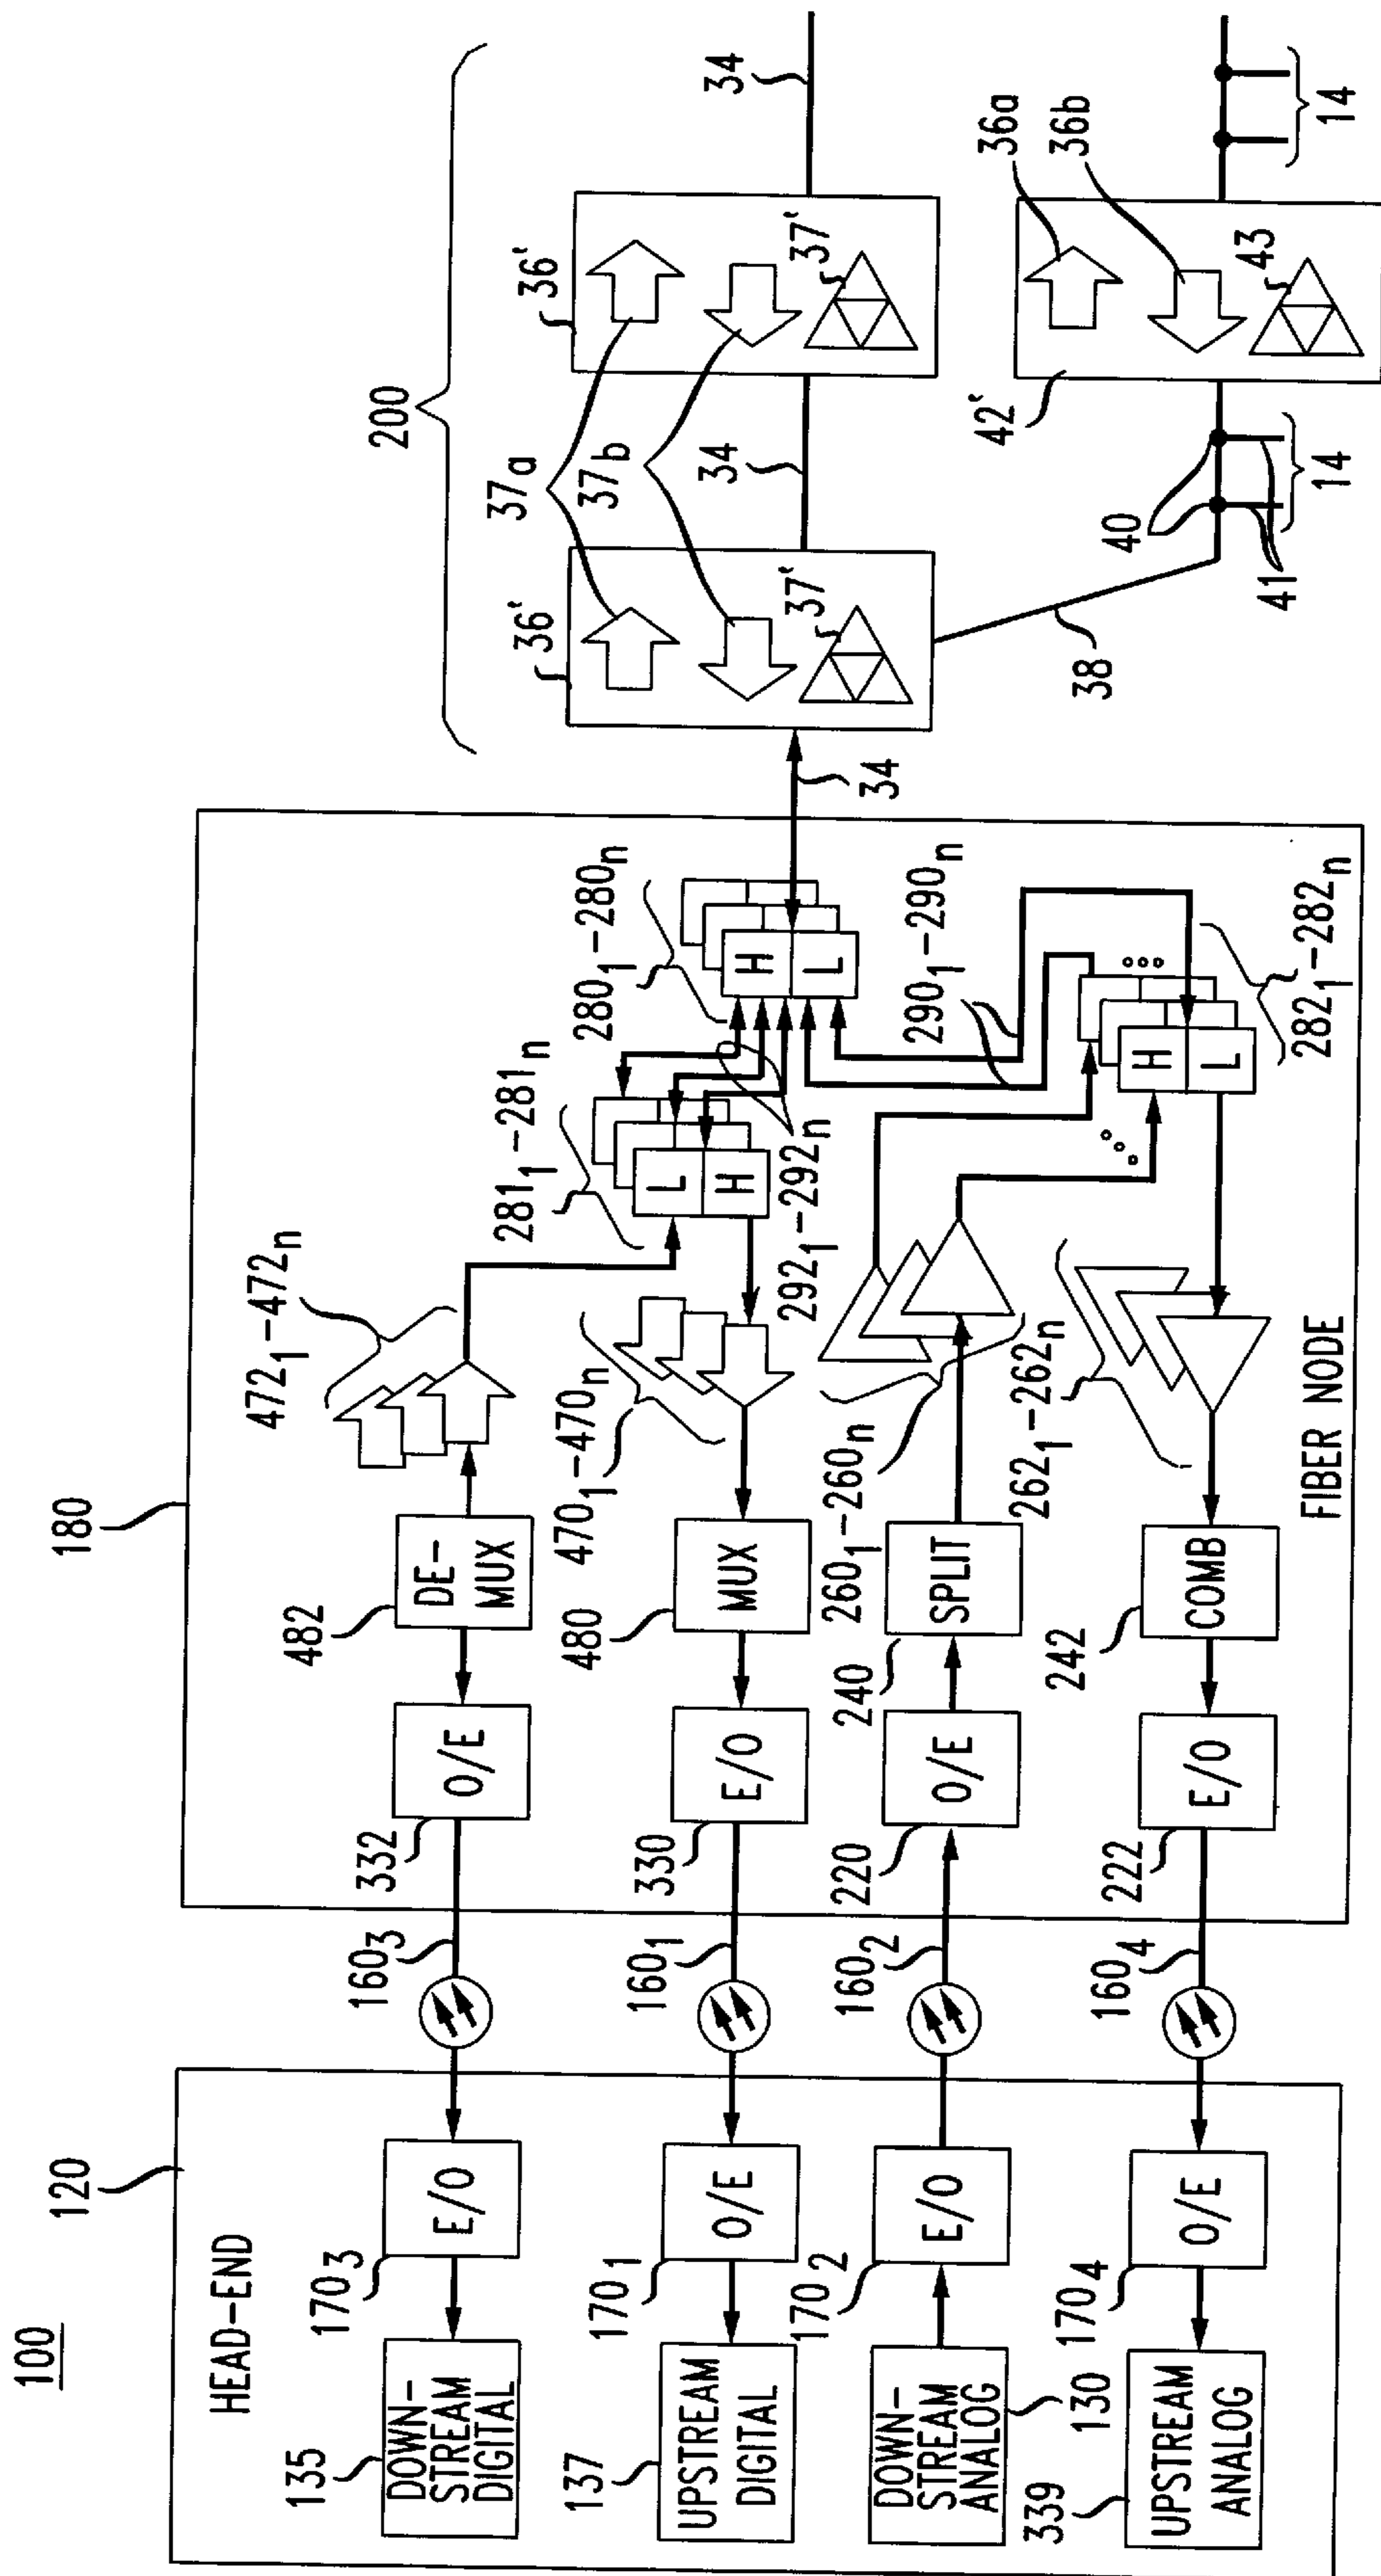 100
HEAD-END
120
135
DOWN-
STREAM
DIGITAL
170₃
E/O
160₃
137
UPSTREAM
DIGITAL
170₁
O/E
160₁
DOWN-
STREAM
ANALOG
130
170₂
E/O
160₂
339
UPSTREAM
ANALOG
170₄
O/E
160₄
180
332
O/E
482
DE-
MUX
472₁-472ₙ
330
E/O
480
MUX
470₁-470ₙ
220
O/E
240
SPLIT
260₁-260ₙ
222
E/O
242
COMB
262₁-262ₙ
FIBER NODE
281₁-281ₙ
L
H
292₁-292ₙ
280₁-280ₙ
H
L
290₁-290ₙ
H
L
282₁-282ₙ
34
200
36'
37a
37b
37'
34
36'
37'
34
38
40
41
14
42'
36a
36b
43
14